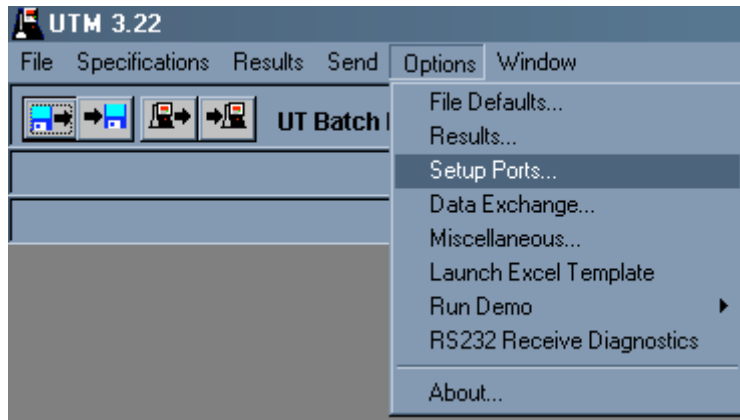 UTM 3.22
File Specifications Results Send Options Window
UT Batch
File Defaults...
Results...
Setup Ports...
Data Exchange...
Miscellaneous...
Launch Excel Template
Run Demo
RS232 Receive Diagnostics
About...